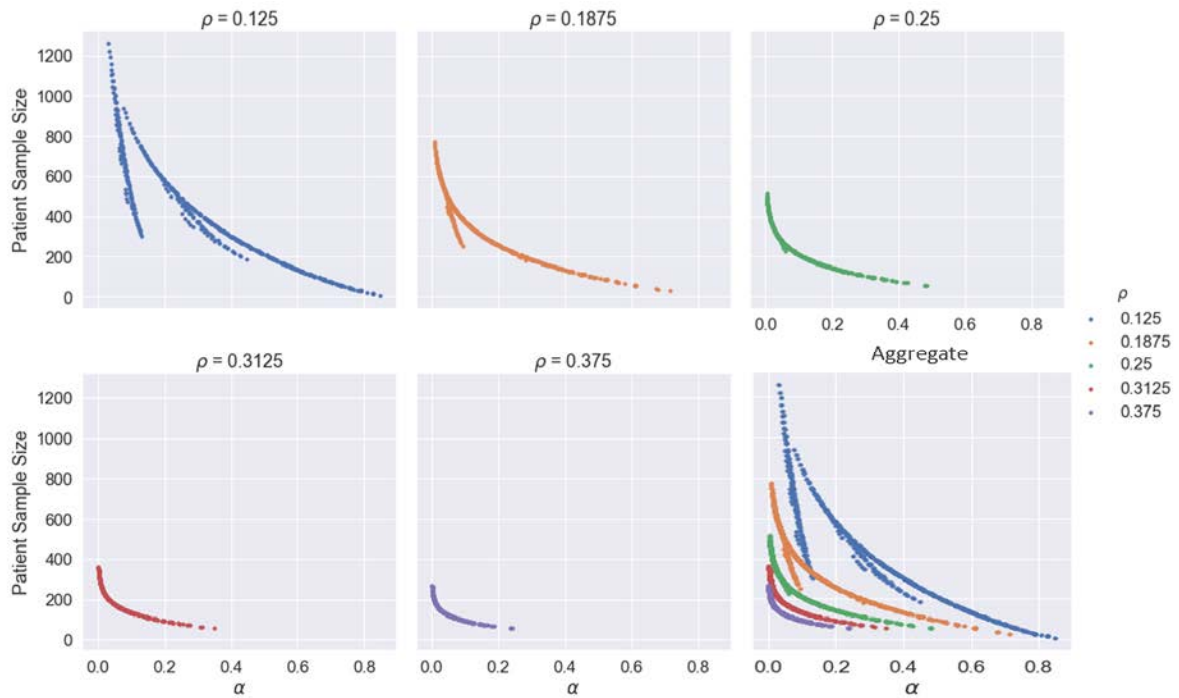 ρ = 0.125
ρ = 0.1875
ρ = 0.25
Patient Sample Size
1200
1000
800
600
400
200
0
0.0 0.2 0.4 0.6 0.8
ρ
0.125
0.1875
0.25
0.3125
0.375
ρ = 0.3125
ρ = 0.375
Aggregate
Patient Sample Size
1200
1000
800
600
400
200
0
0.0 0.2 0.4 0.6 0.8
α
0.0 0.2 0.4 0.6 0.8
α
0.0 0.2 0.4 0.6 0.8
α